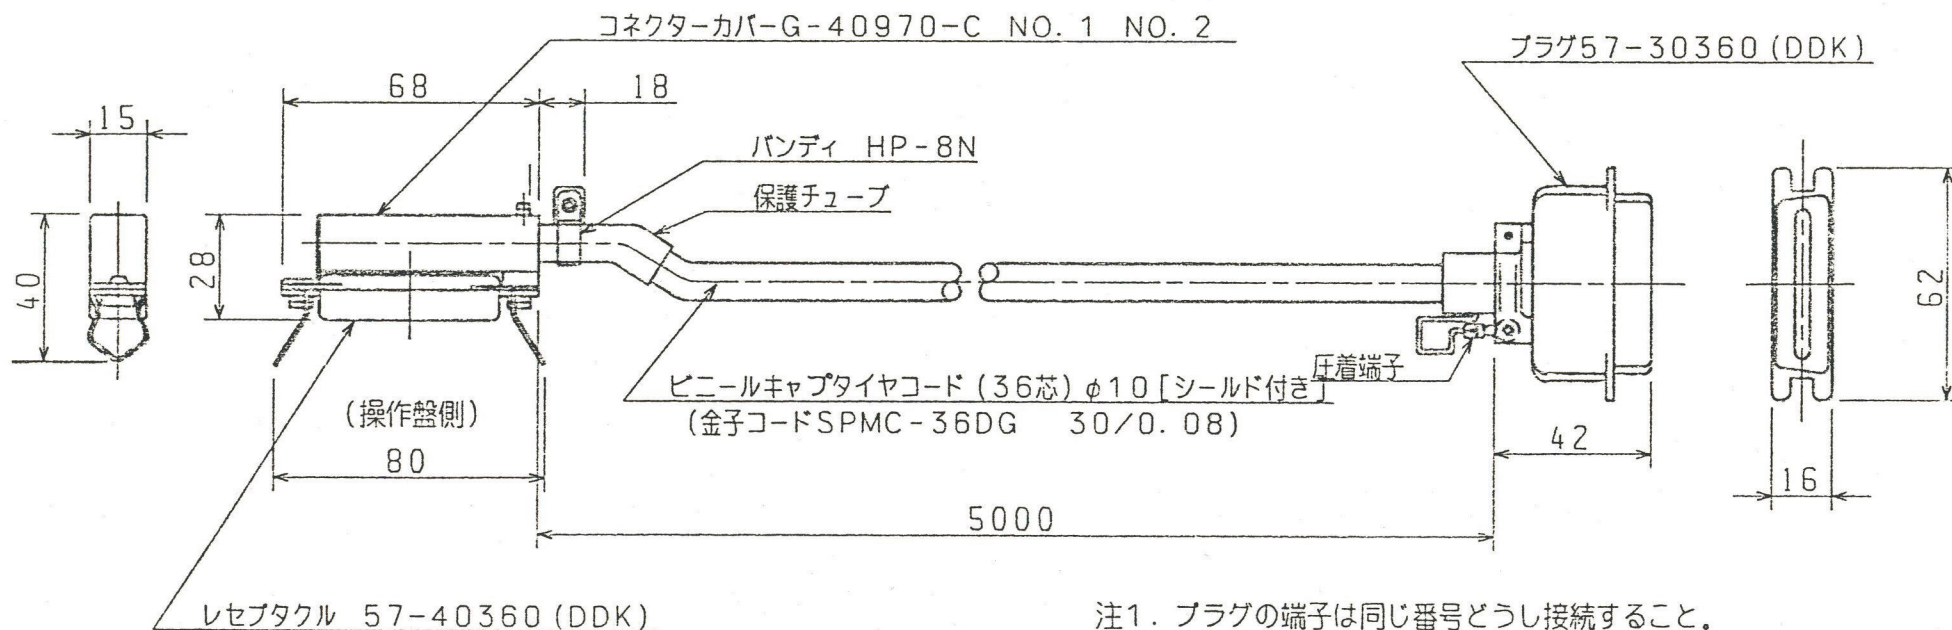 コネクターカバーG-40970-C NO.1 NO.2
プラグ57-30360(DDK)
68
18
15
バンディ HP-8N
保護チューブ
40
28
62
圧着端子
ビニールキャプタイヤコード(36芯)φ10[シールド付き]
(金子コードSPMC-36DG 30/0.08)
(操作盤側)
42
80
16
5000
レセプタクル 57-40360(DDK)
注1. プラグの端子は同じ番号どうし接続すること。